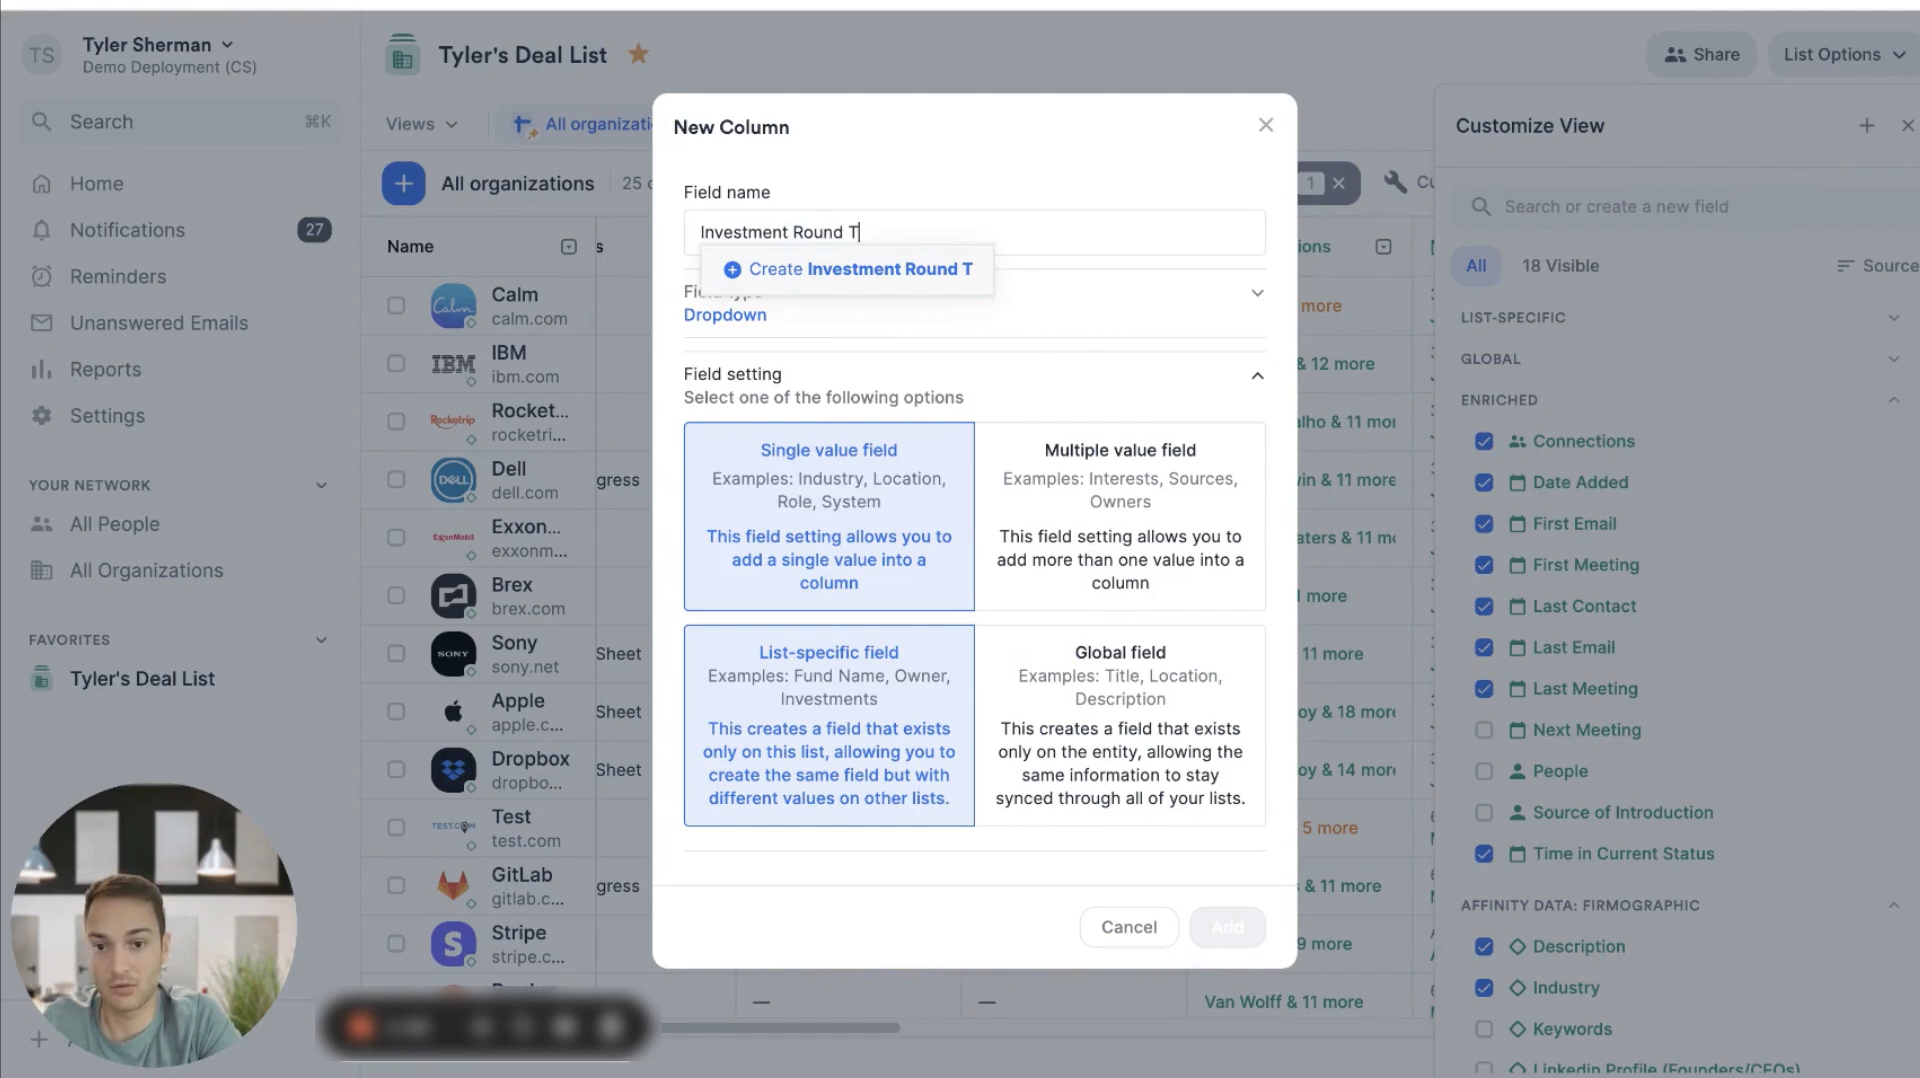 TS
Tyler Sherman
Demo Deployment (CS)
Search
⌘K
Home
Notifications
27
Reminders
Unanswered Emails
Reports
Settings
YOUR NETWORK
All People
All Organizations
FAVORITES
Tyler's Deal List
Tyler's Deal List
Share
List Options
Views
All organizati
All organizations
25
1
Name
s
ions
Calm
calm.com
more
IBM
ibm.com
& 12 more
Rocket...
rocketri...
Rocketrip
lho & 11 mor
Dell
dell.com
DELL
gress
in & 11 more
Exxon...
exxonm...
ExxonMobil
aters & 11 mo
Brex
brex.com
more
Sony
sony.net
SONY
Sheet
11 more
Apple
apple.c...
Sheet
oy & 18 more
Dropbox
dropbo...
Sheet
oy & 14 more
Test
test.com
TEST.COM
5 more
GitLab
gitlab.c...
gress
& 11 more
Stripe
stripe.c...
S
9 more
—
—
Van Wolff & 11 more
New Column
Field name
Investment Round T
Create Investment Round T
Field type
Dropdown
Field setting
Select one of the following options
Single value field
Examples: Industry, Location,
Role, System
This field setting allows you to
add a single value into a
column
Multiple value field
Examples: Interests, Sources,
Owners
This field setting allows you to
add more than one value into a
column
List-specific field
Examples: Fund Name, Owner,
Investments
This creates a field that exists
only on this list, allowing you to
create the same field but with
different values on other lists.
Global field
Examples: Title, Location,
Description
This creates a field that exists
only on the entity, allowing the
same information to stay
synced through all of your lists.
Cancel
Add
Customize View
Search or create a new field
All
18 Visible
Source
LIST-SPECIFIC
GLOBAL
ENRICHED
Connections
Date Added
First Email
First Meeting
Last Contact
Last Email
Last Meeting
Next Meeting
People
Source of Introduction
Time in Current Status
AFFINITY DATA: FIRMOGRAPHIC
Description
Industry
Keywords
Linkedin Profile (Founders/CEOs)